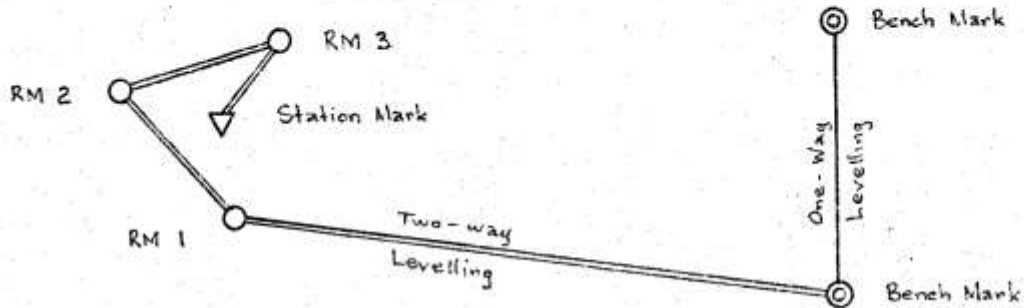 Bench Mark
RM 3
RM 2
Station Mark
One-Way
Levelling
RM 1
Two-way
Levelling
Bench Mark